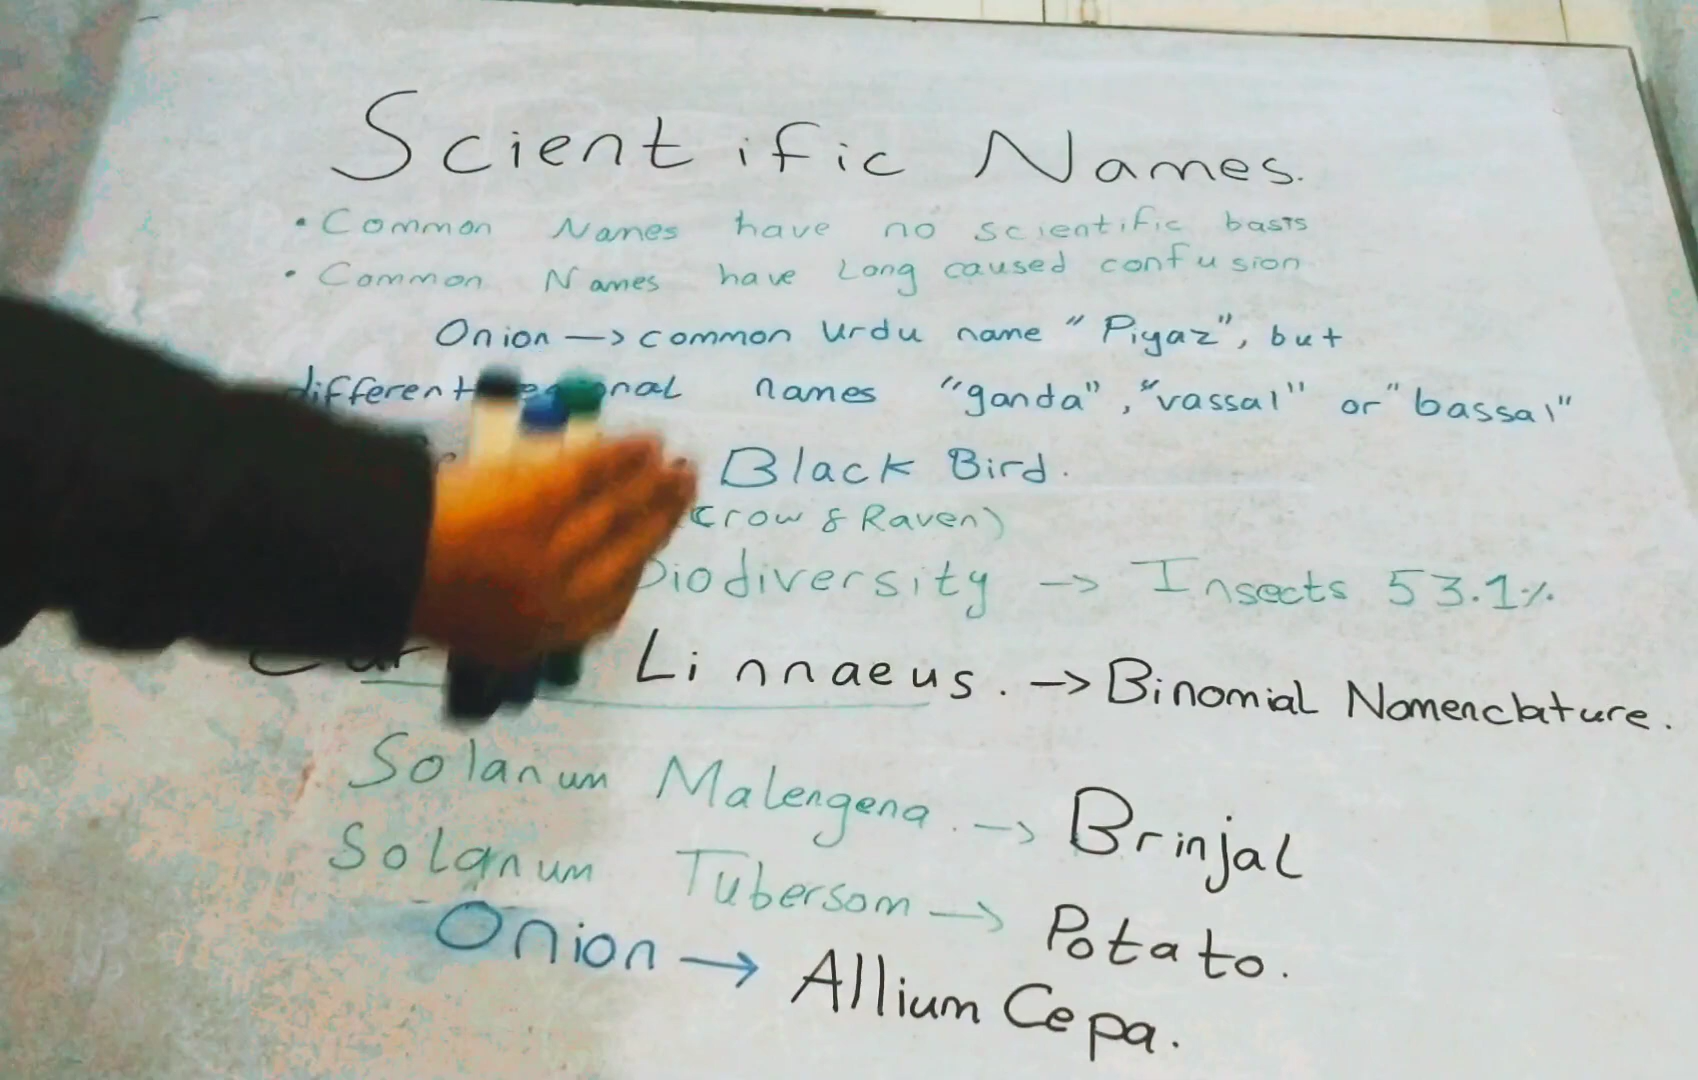 Scientific Names.
• Common Names have no scientific basis
• Common Names have Long caused confusion
Onion → common Urdu name "Piyaz", but
different names "ganda", "vassal" or "bassal"
Black Bird.
(Crow & Raven)
Biodiversity → Insects 53.1%
Linnaeus. → Binomial Nomenclature.
Solanum Malengena. → Brinjal
Solanum Tubersom → Potato.
Onion → Allium Cepa.